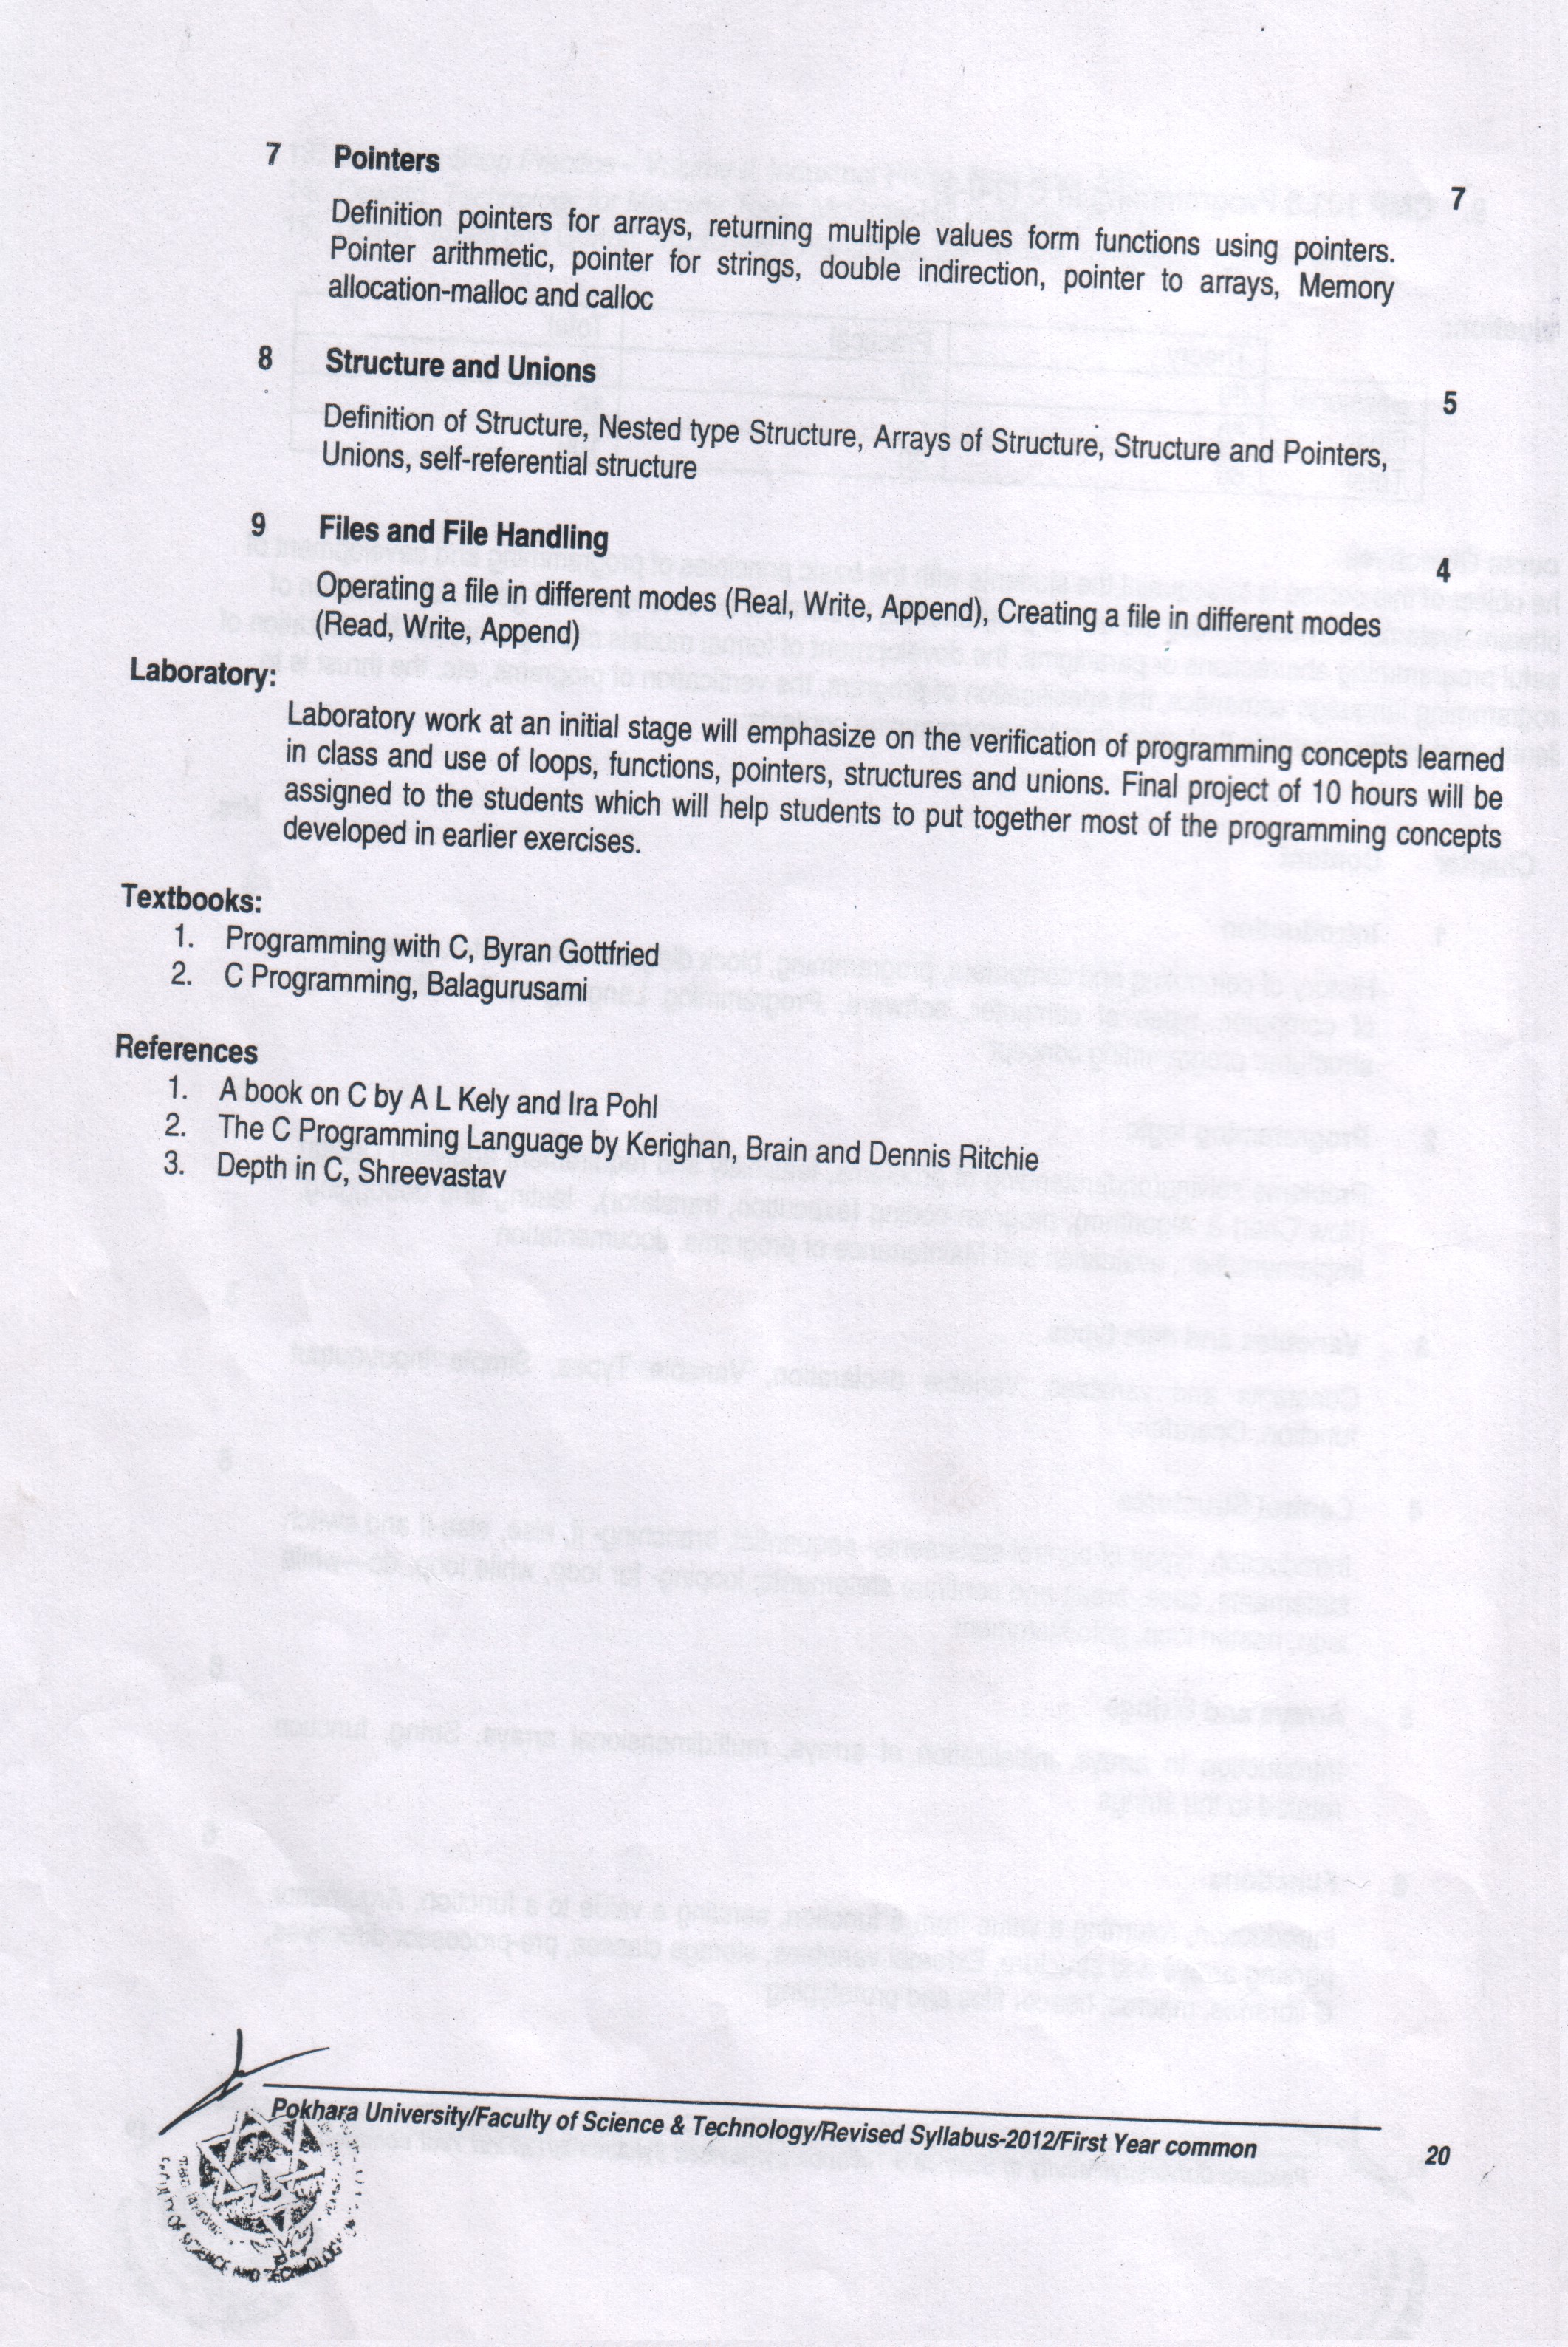 7 Pointers 7
Definition pointers for arrays, returning multiple values form functions using pointers.
Pointer arithmetic, pointer for strings, double indirection, pointer to arrays, Memory
allocation-malloc and calloc
8 Structure and Unions 5
Definition of Structure, Nested type Structure, Arrays of Structure, Structure and Pointers,
Unions, self-referential structure
9 Files and File Handling 4
Operating a file in different modes (Real, Write, Append), Creating a file in different modes
(Read, Write, Append)
Laboratory:
Laboratory work at an initial stage will emphasize on the verification of programming concepts learned
in class and use of loops, functions, pointers, structures and unions. Final project of 10 hours will be
assigned to the students which will help students to put together most of the programming concepts
developed in earlier exercises.
Textbooks:
1. Programming with C, Byran Gottfried
2. C Programming, Balagurusami
References
1. A book on C by A L Kely and Ira Pohl
2. The C Programming Language by Kerighan, Brain and Dennis Ritchie
3. Depth in C, Shreevastav
Pokhara University/Faculty of Science & Technology/Revised Syllabus-2012/First Year common 20
SCIENCE AND TECHNOLOGY